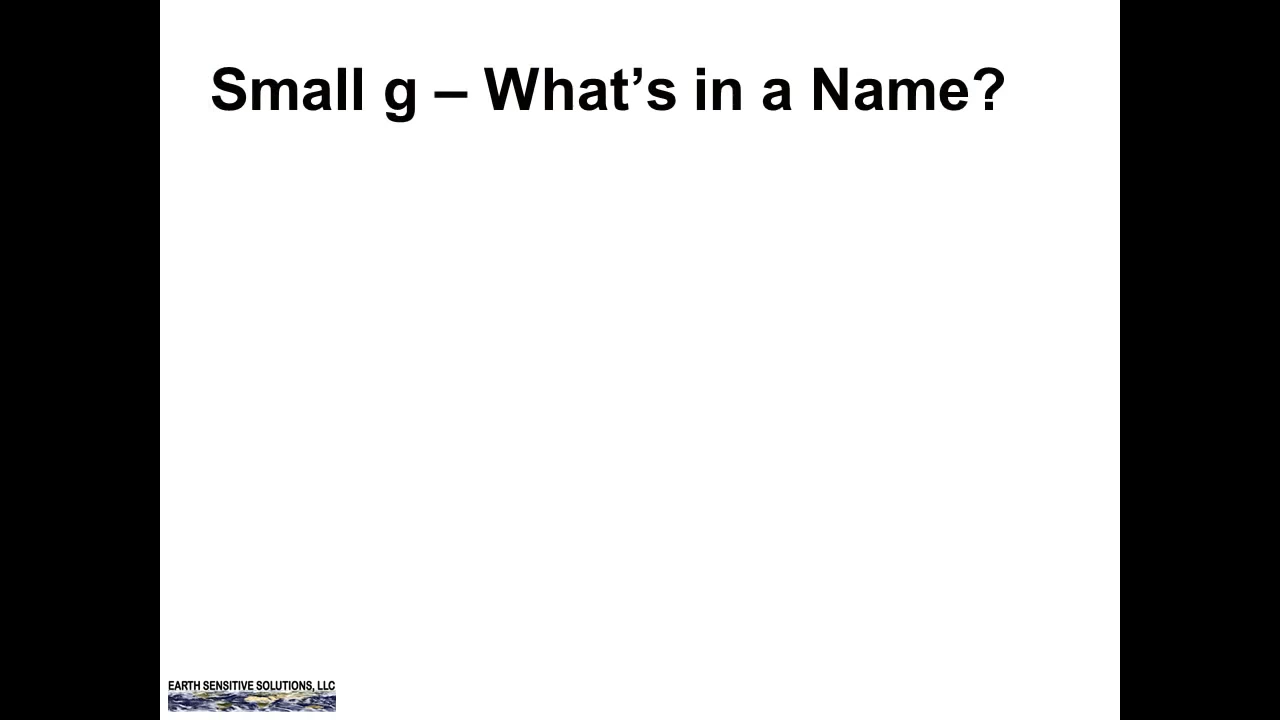 Small g – What’s in a Name?
EARTH SENSITIVE SOLUTIONS, LLC